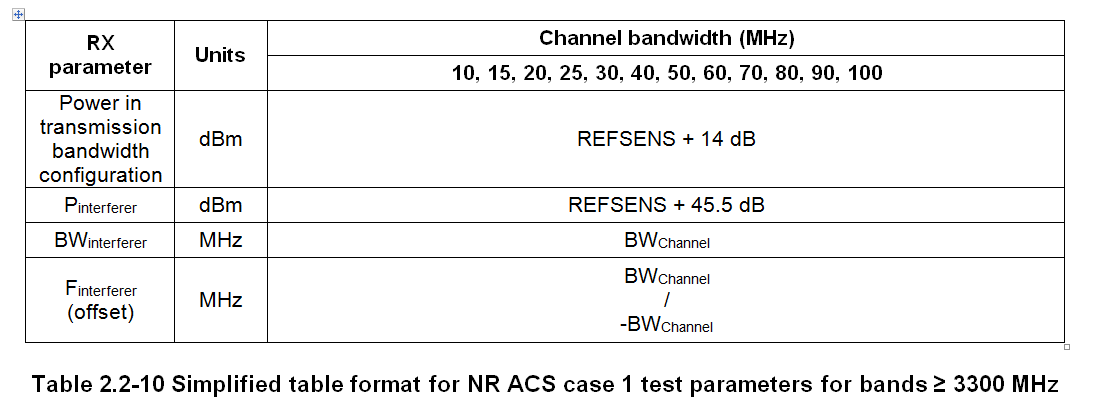 RX
parameter
Units
Channel bandwidth (MHz)
10, 15, 20, 25, 30, 40, 50, 60, 70, 80, 90, 100
Power in
transmission
bandwidth
configuration
dBm
REFSENS + 14 dB
Pinterferer
dBm
REFSENS + 45.5 dB
BWinterferer
MHz
BWChannel
Finterferer
(offset)
MHz
BWChannel
/
-BWChannel
Table 2.2-10 Simplified table format for NR ACS case 1 test parameters for bands ≥ 3300 MHz